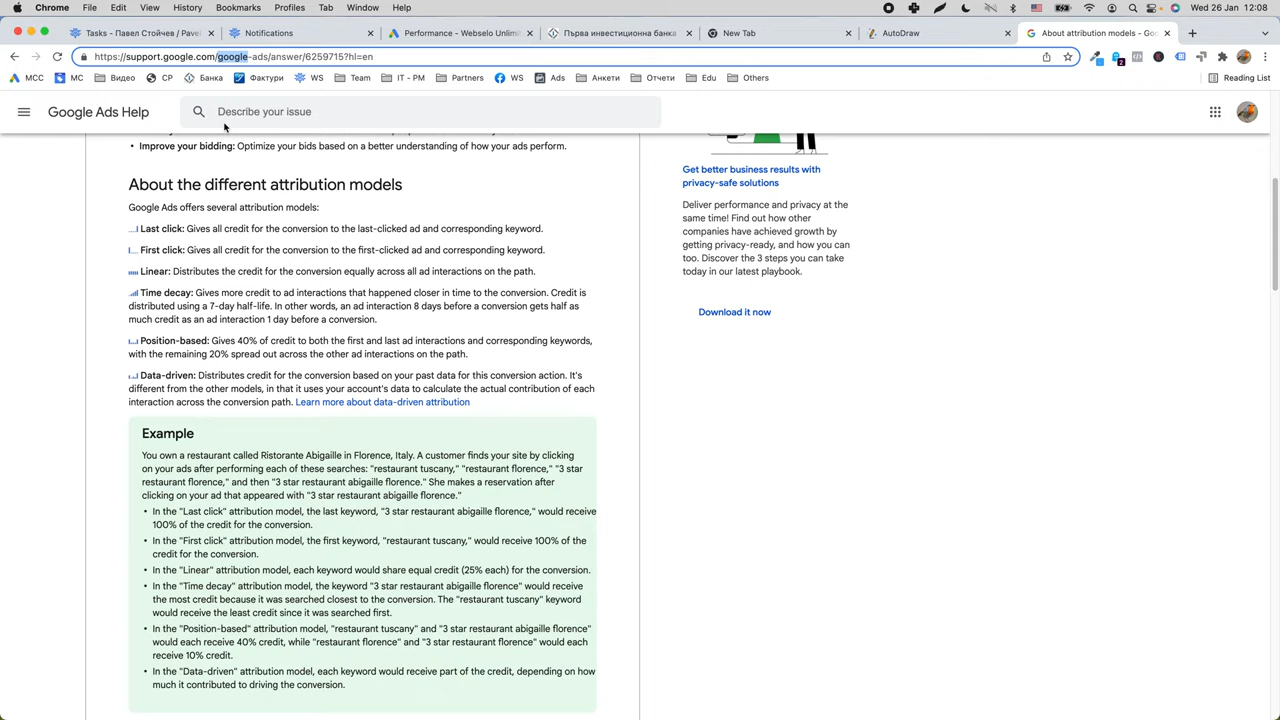 Chrome File Edit View History Bookmarks Profiles Tab Window Help
Wed 26 Jan 12:08
Tasks - Павел Стойчев / Pavel
Notifications
Performance - Webselo Unlimi
Първа инвестиционна банка
New Tab
AutoDraw
About attribution models - Goo
https://support.google.com/google-ads/answer/6259715?hl=en
2
MCC
MC
Видео
CP
Банка
Фактури
WS
Team
IT - PM
Partners
WS
Ads
Анкети
Отчети
Edu
Others
Reading List
Google Ads Help
Describe your issue
• Improve your bidding: Optimize your bids based on a better understanding of how your ads perform.
About the different attribution models
Google Ads offers several attribution models:
Last click: Gives all credit for the conversion to the last-clicked ad and corresponding keyword.
First click: Gives all credit for the conversion to the first-clicked ad and corresponding keyword.
Linear: Distributes the credit for the conversion equally across all ad interactions on the path.
Time decay: Gives more credit to ad interactions that happened closer in time to the conversion. Credit is
distributed using a 7-day half-life. In other words, an ad interaction 8 days before a conversion gets half as
much credit as an ad interaction 1 day before a conversion.
Position-based: Gives 40% of credit to both the first and last ad interactions and corresponding keywords,
with the remaining 20% spread out across the other ad interactions on the path.
Data-driven: Distributes credit for the conversion based on your past data for this conversion action. It's
different from the other models, in that it uses your account's data to calculate the actual contribution of each
interaction across the conversion path. Learn more about data-driven attribution
Example
You own a restaurant called Ristorante Abigaille in Florence, Italy. A customer finds your site by clicking
on your ads after performing each of these searches: "restaurant tuscany," "restaurant florence," "3 star
restaurant florence," and then "3 star restaurant abigaille florence." She makes a reservation after
clicking on your ad that appeared with "3 star restaurant abigaille florence."
• In the "Last click" attribution model, the last keyword, "3 star restaurant abigaille florence," would receive
100% of the credit for the conversion.
• In the "First click" attribution model, the first keyword, "restaurant tuscany," would receive 100% of the
credit for the conversion.
• In the "Linear" attribution model, each keyword would share equal credit (25% each) for the conversion.
• In the "Time decay" attribution model, the keyword "3 star restaurant abigaille florence" would receive
the most credit because it was searched closest to the conversion. The "restaurant tuscany" keyword
would receive the least credit since it was searched first.
• In the "Position-based" attribution model, "restaurant tuscany" and "3 star restaurant abigaille florence"
would each receive 40% credit, while "restaurant florence" and "3 star restaurant florence" would each
receive 10% credit.
• In the "Data-driven" attribution model, each keyword would receive part of the credit, depending on how
much it contributed to driving the conversion.
Get better business results with
privacy-safe solutions
Deliver performance and privacy at the
same time! Find out how other
companies have achieved growth by
getting privacy-ready, and how you can
too. Discover the 3 steps you can take
today in our latest playbook.
Download it now